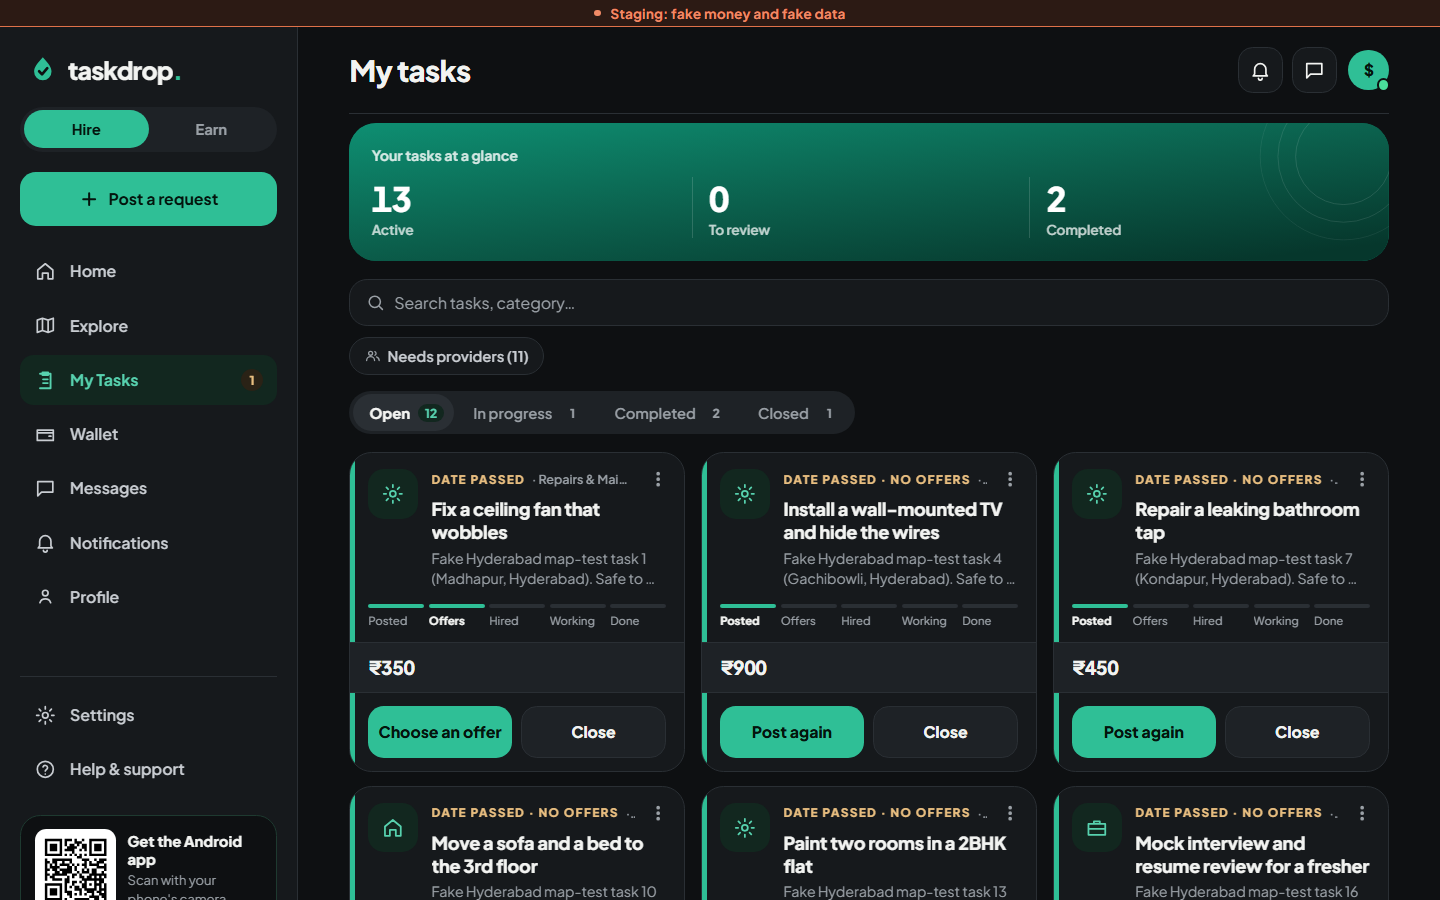 Staging: fake money and fake data
taskdrop.
Hire
Earn
Post a request
Home
Explore
My Tasks 1
Wallet
Messages
Notifications
Profile
Settings
Help & support
Get the Android
app
Scan with your
phone's camera
My tasks
$
Your tasks at a glance
13
Active
0
To review
2
Completed
Search tasks, category...
Needs providers (11)
Open 12
In progress 1
Completed 2
Closed 1
DATE PASSED · Repairs & Mai...
Fix a ceiling fan that
wobbles
Fake Hyderabad map-test task 1
(Madhapur, Hyderabad). Safe to ...
Posted Offers Hired Working Done
₹350
Choose an offer
Close
DATE PASSED · NO OFFERS ·...
Install a wall-mounted TV
and hide the wires
Fake Hyderabad map-test task 4
(Gachibowli, Hyderabad). Safe to ...
Posted Offers Hired Working Done
₹900
Post again
Close
DATE PASSED · NO OFFERS ·...
Repair a leaking bathroom
tap
Fake Hyderabad map-test task 7
(Kondapur, Hyderabad). Safe to ...
Posted Offers Hired Working Done
₹450
Post again
Close
DATE PASSED · NO OFFERS ·...
Move a sofa and a bed to
the 3rd floor
Fake Hyderabad map-test task 10
DATE PASSED · NO OFFERS ·...
Paint two rooms in a 2BHK
flat
Fake Hyderabad map-test task 13
DATE PASSED · NO OFFERS ·...
Mock interview and
resume review for a fresher
Fake Hyderabad map-test task 16